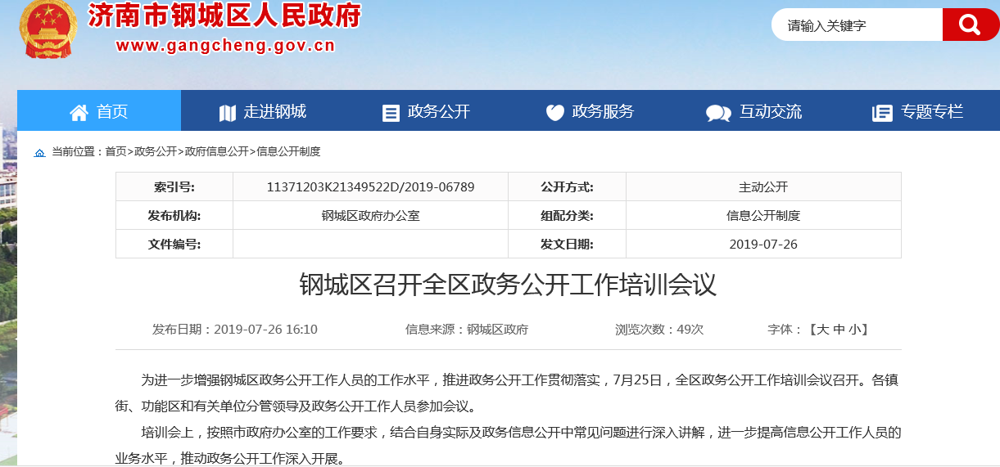 济南市钢城区人民政府
www.gangcheng.gov.cn
请输入关键字
首页 走进钢城 政务公开 政务服务 互动交流 专题专栏
当前位置：首页>政务公开>政府信息公开>信息公开制度
索引号: 11371203K21349522D/2019-06789 公开方式: 主动公开
发布机构: 钢城区政府办公室 组配分类: 信息公开制度
文件编号: 发文日期: 2019-07-26
钢城区召开全区政务公开工作培训会议
发布日期：2019-07-26 16:10 信息来源：钢城区政府 浏览次数：49次 字体：【大 中 小】
为进一步增强钢城区政务公开工作人员的工作水平，推进政务公开工作贯彻落实，7月25日，全区政务公开工作培训会议召开。各镇
街、功能区和有关单位分管领导及政务公开工作人员参加会议。
培训会上，按照市政府办公室的工作要求，结合自身实际及政务信息公开中常见问题进行深入讲解，进一步提高信息公开工作人员的
业务水平，推动政务公开工作深入开展。